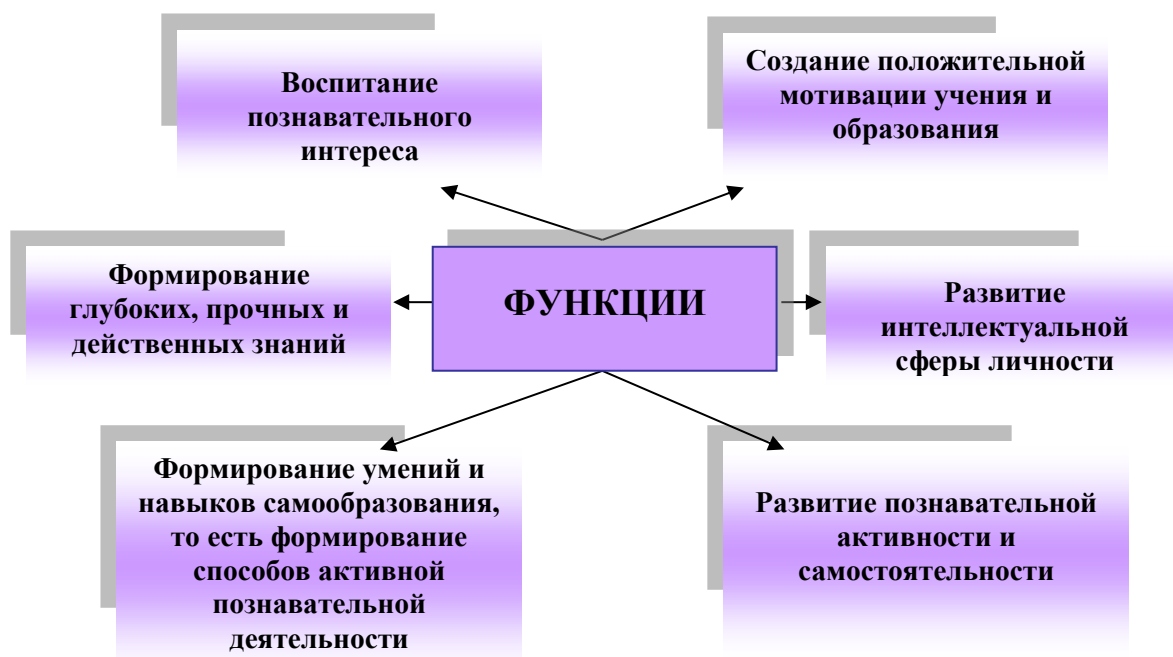 Воспитание
познавательного
интереса
Создание положительной
мотивации учения и
образования
Формирование
глубоких, прочных и
действенных знаний
ФУНКЦИИ
Развитие
интеллектуальной
сферы личности
Формирование умений и
навыков самообразования,
то есть формирование
способов активной
познавательной
деятельности
Развитие познавательной
активности и
самостоятельности